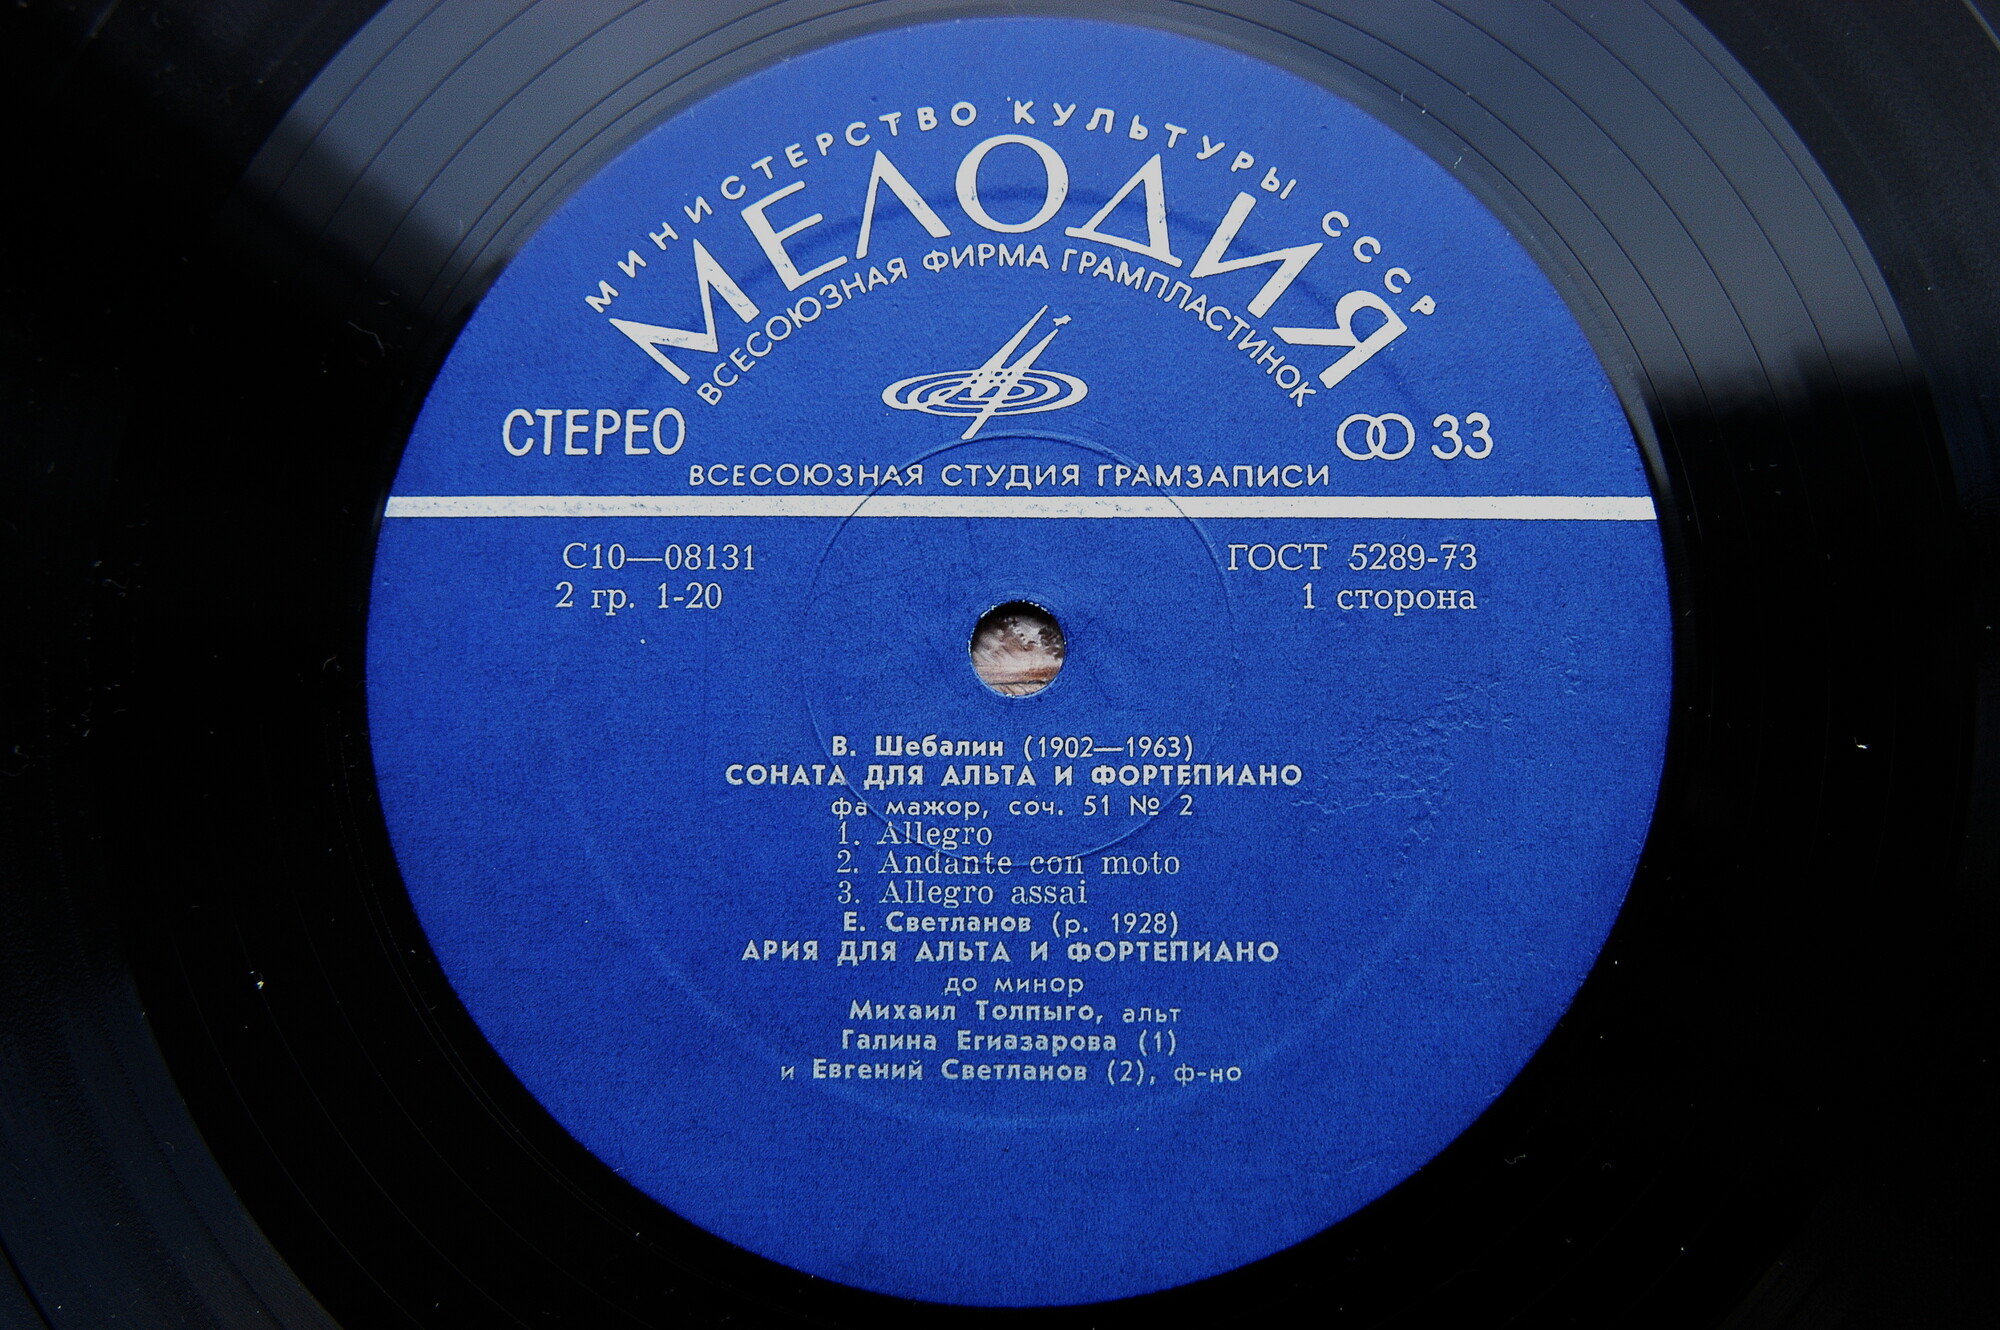 МИНИСТЕРСТВО КУЛЬТУРЫ СССР
МЕЛОДИЯ
ВСЕСОЮЗНАЯ ФИРМА ГРАМПЛАСТИНОК
СТЕРЕО
33
ВСЕСОЮЗНАЯ СТУДИЯ ГРАМЗАПИСИ
С10—08131
ГОСТ 5289-73
2 гр. 1-20
1 сторона
В. Шебалин (1902—1963)
СОНАТА ДЛЯ АЛЬТА И ФОРТЕПИАНО
фа мажор, соч. 51 № 2
1. Allegro
2. Andante con moto
3. Allegro assai
Е. Светланов (р. 1928)
АРИЯ ДЛЯ АЛЬТА И ФОРТЕПИАНО
до минор
Михаил Толпыго, альт
Галина Егиазарова (1)
и Евгений Светланов (2), ф-но